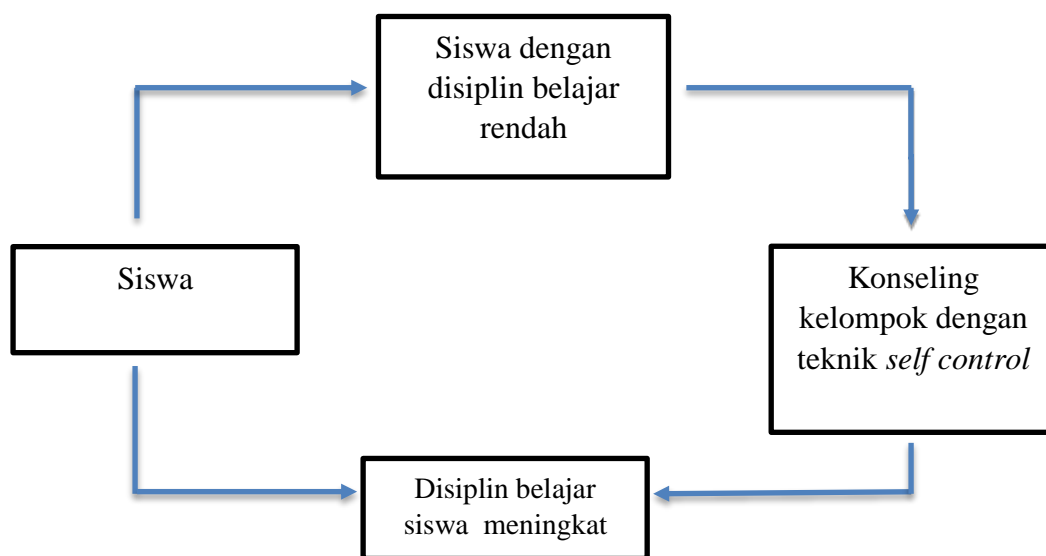 Siswa dengan
disiplin belajar
rendah
Siswa
Konseling
kelompok dengan
teknik self control
Disiplin belajar
siswa meningkat